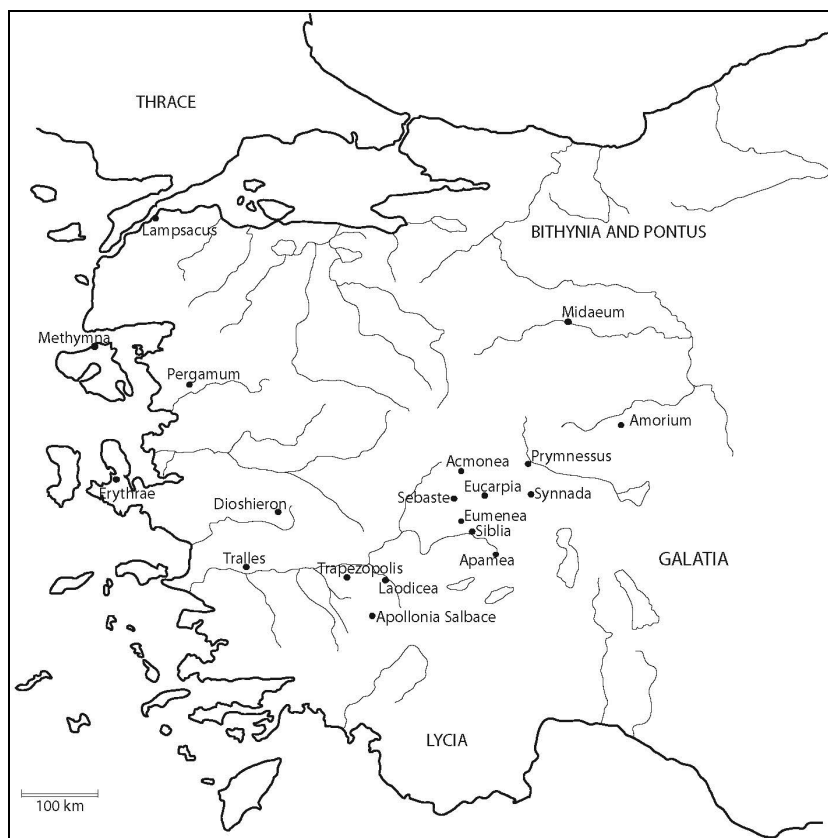 THRACE
Lampsacus
BITHYNIA AND PONTUS
Midaeum
Methymna
Pergamum
Amorium
Acmonea
Prymnessus
Erythrae
Sebaste
Eucarpia
Synnada
Dioshieron
Eumenea
Siblia
Tralles
Trapezopolis
Apamea
GALATIA
Laodicea
Apollonia Salbace
LYCIA
100 km